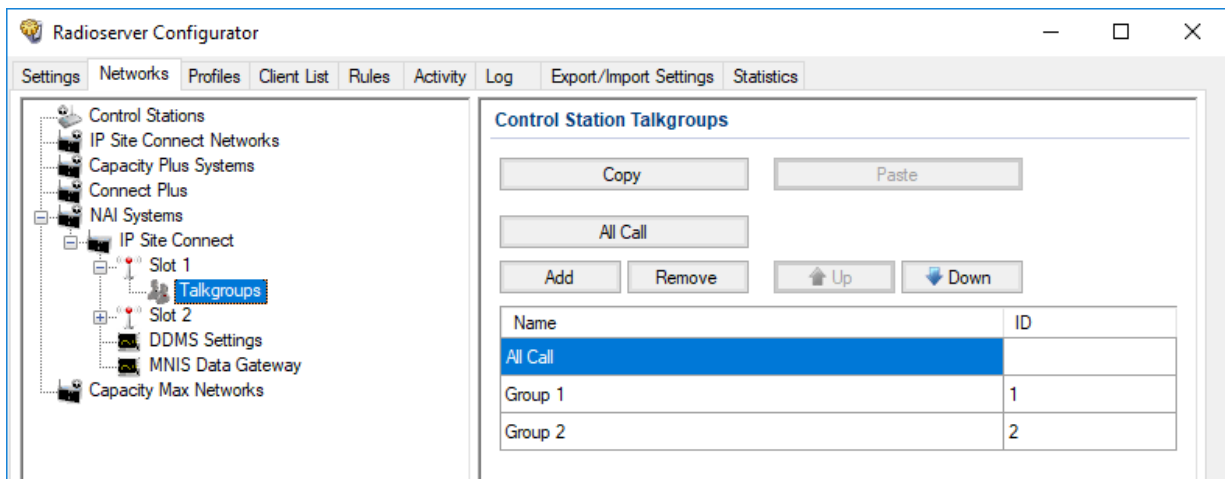 Radioserver Configurator
Settings Networks Profiles Client List Rules Activity Log Export/Import Settings Statistics
Control Stations
IP Site Connect Networks
Capacity Plus Systems
Connect Plus
NAI Systems
IP Site Connect
Slot 1
Talkgroups
Slot 2
DDMS Settings
MNIS Data Gateway
Capacity Max Networks
Control Station Talkgroups
Copy Paste
All Call
Add Remove Up Down
Name ID
All Call
Group 1 1
Group 2 2